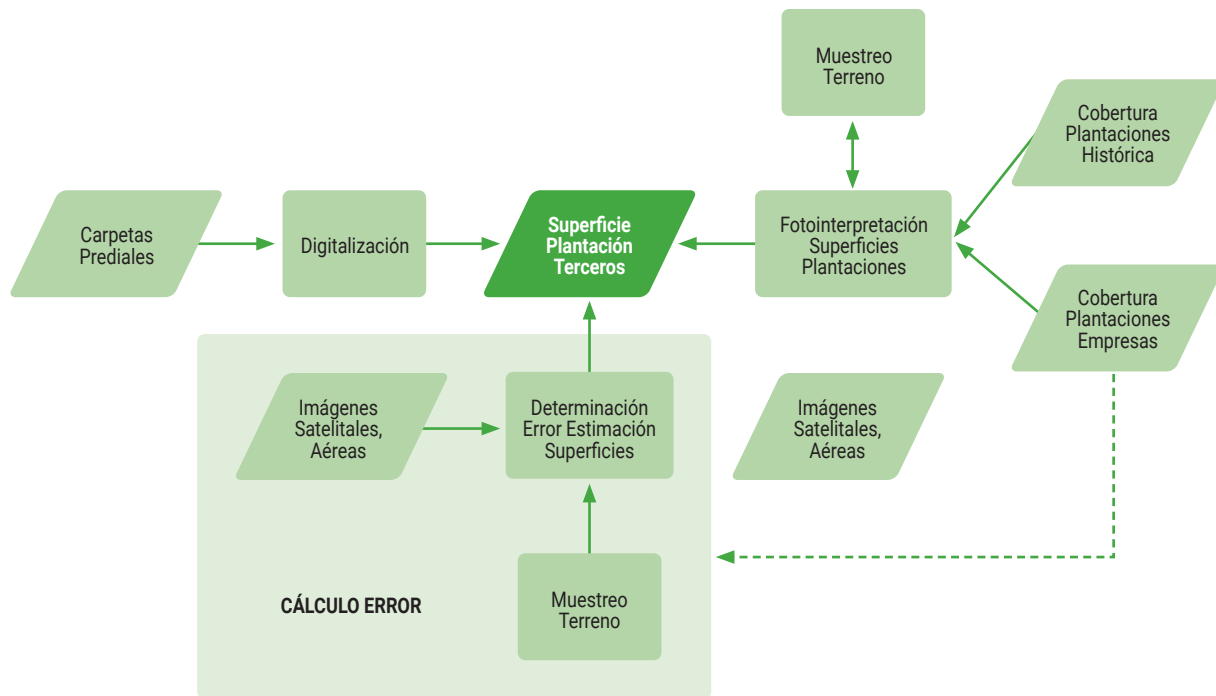 Muestreo
Terreno
Cobertura
Plantaciones
Histórica
Carpetas
Prediales
Digitalización
Superficie
Plantación
Terceros
Fotointerpretación
Superficies
Plantaciones
Cobertura
Plantaciones
Empresas
Imágenes
Satelitales,
Aéreas
Determinación
Error Estimación
Superficies
Imágenes
Satelitales,
Aéreas
CÁLCULO ERROR
Muestreo
Terreno